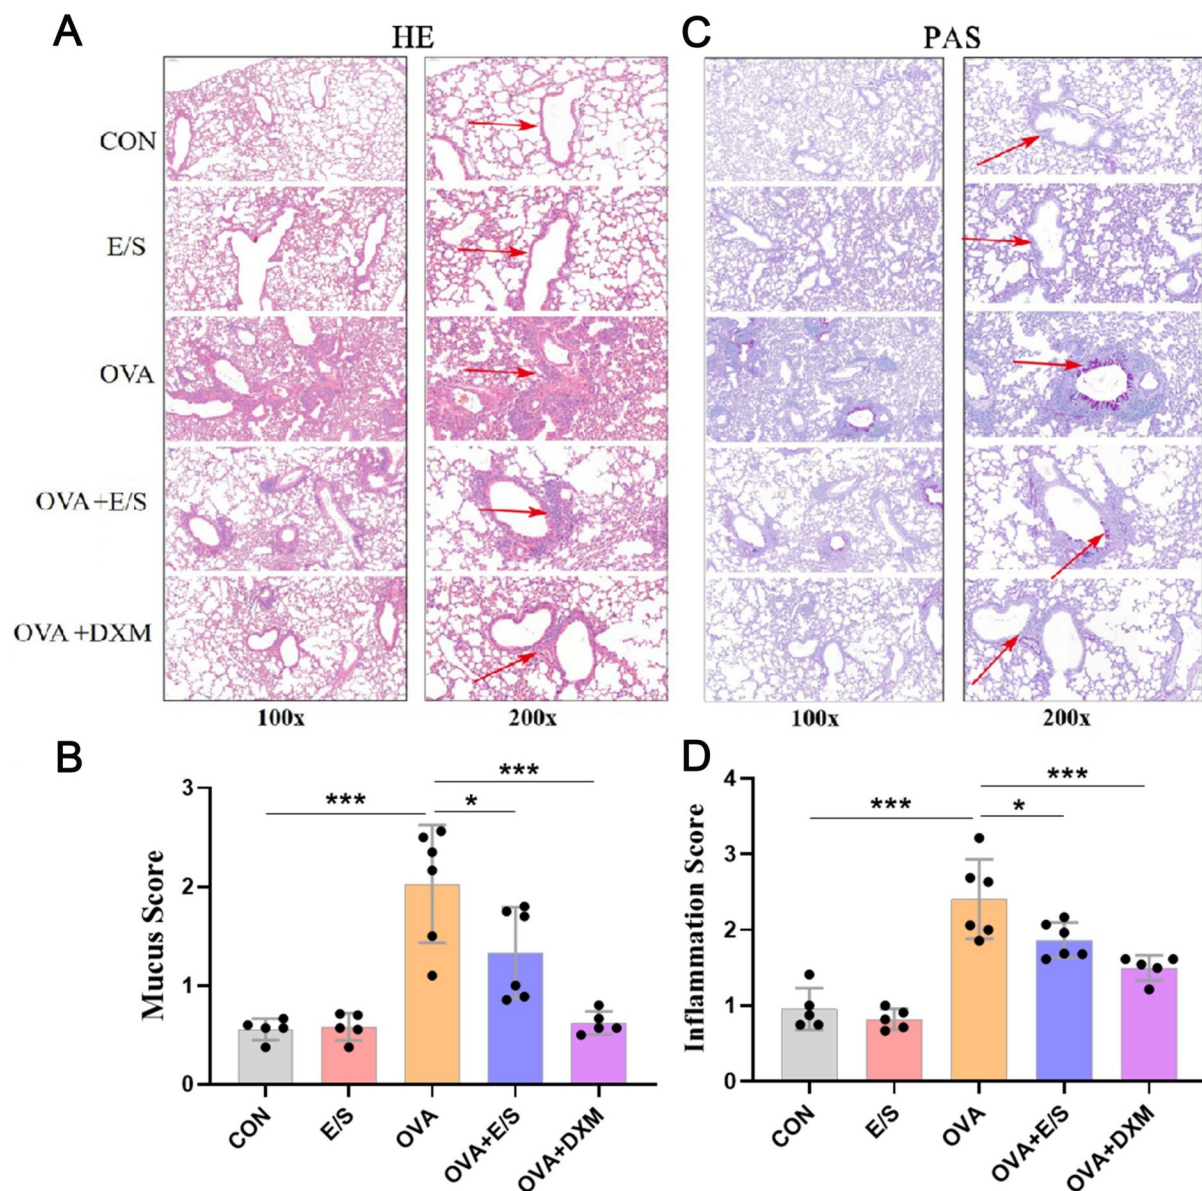 A
HE
C
PAS
CON
E/S
OVA
OVA +E/S
OVA +DXM
100x
200x
100x
200x
B
Mucus Score
3
2
1
0
***
*
***
CON
E/S
OVA
OVA+E/S
OVA+DXM
D
Inflammation Score
4
3
2
1
0
***
*
***
CON
E/S
OVA
OVA+E/S
OVA+DXM